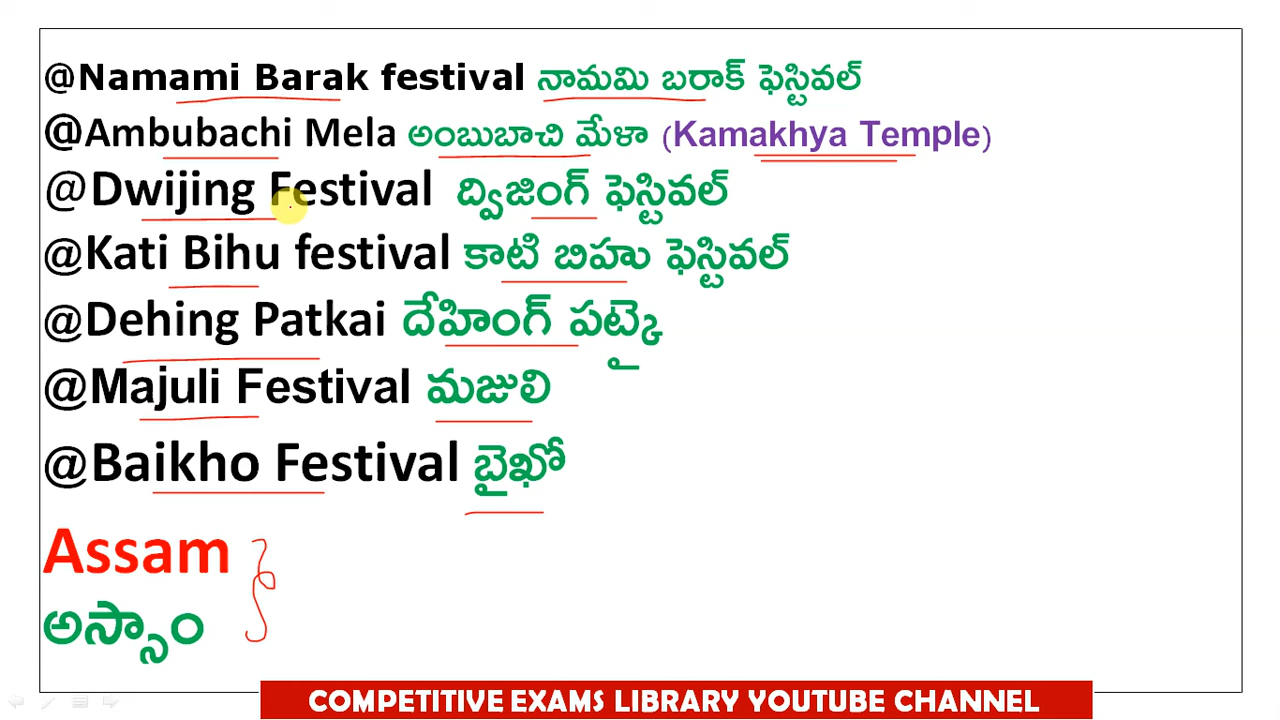 @Namami Barak festival నామమి బరాక్ ఫెస్టివల్
@Ambubachi Mela అంబుబాచి మేళా (Kamakhya Temple)
@Dwijing Festival ద్విజింగ్ ఫెస్టివల్
@Kati Bihu festival కాటి బిహు ఫెస్టివల్
@Dehing Patkai దేహింగ్ పట్కై
@Majuli Festival మజులి
@Baikho Festival బైఖో
Assam
అస్సాం
COMPETITIVE EXAMS LIBRARY YOUTUBE CHANNEL